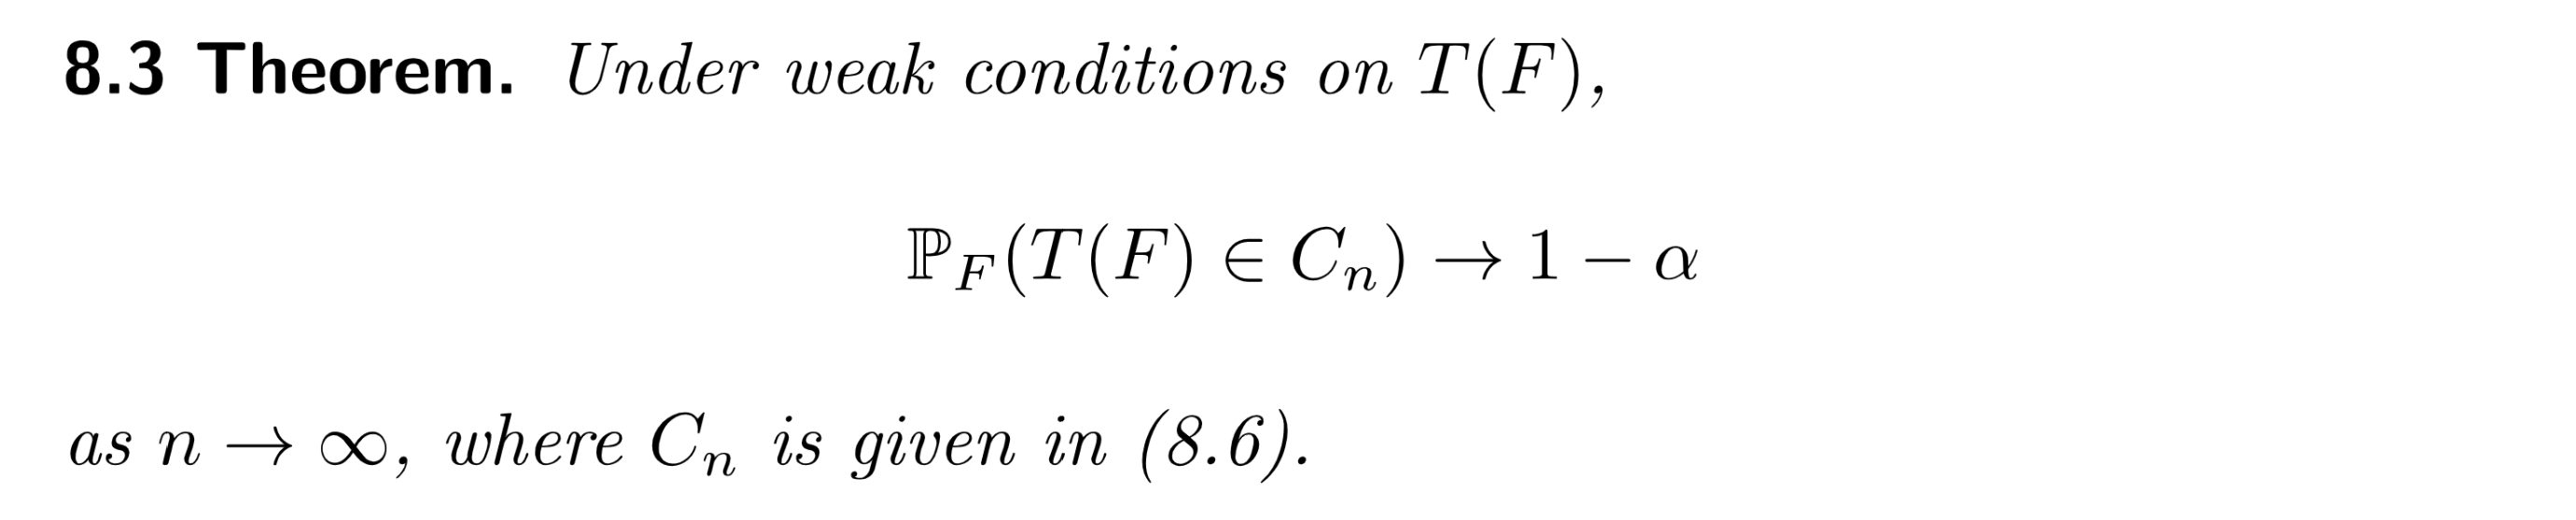 8.3 Theorem. Under weak conditions on T(F),
ℙ_F(T(F) ∈ C_n) → 1 − α
as n → ∞, where C_n is given in (8.6).